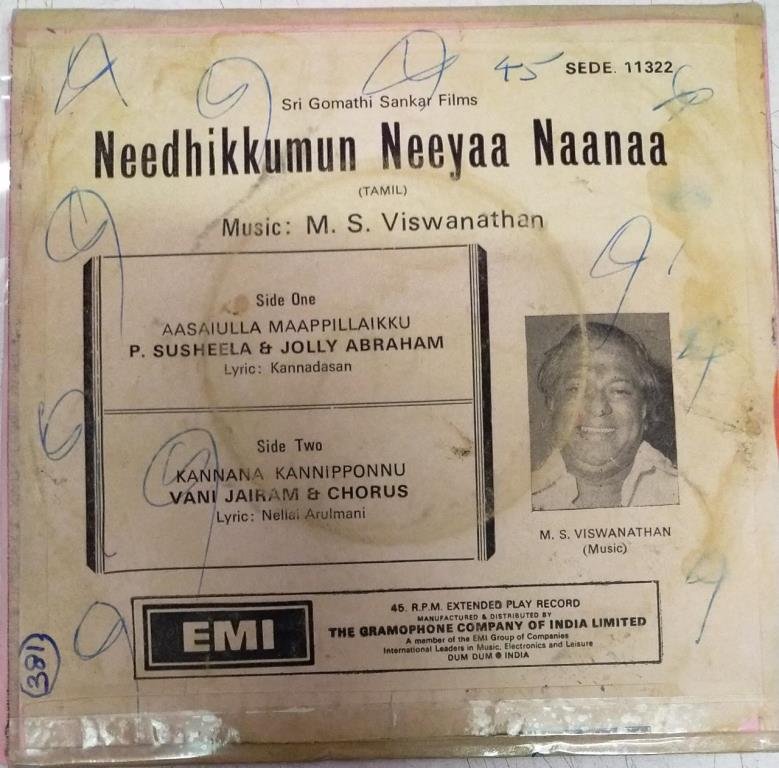 45 SEDE. 11322
Sri Gomathi Sankar Films
Needhikkumun Neeyaa Naanaa
(TAMIL)
Music: M. S. Viswanathan
Side One
AASAIULLA MAAPPILLAIKKU
P. SUSHEELA & JOLLY ABRAHAM
Lyric: Kannadasan
Side Two
KANNANA KANNIPPONNU
VANI JAIRAM & CHORUS
Lyric: Nellai Arulmani
M. S. VISWANATHAN
(Music)
EMI
45. R.P.M. EXTENDED PLAY RECORD
MANUFACTURED & DISTRIBUTED BY
THE GRAMOPHONE COMPANY OF INDIA LIMITED
A member of the EMI Group of Companies
International Leaders in Music, Electronics and Leisure
DUM DUM ● INDIA
(381)